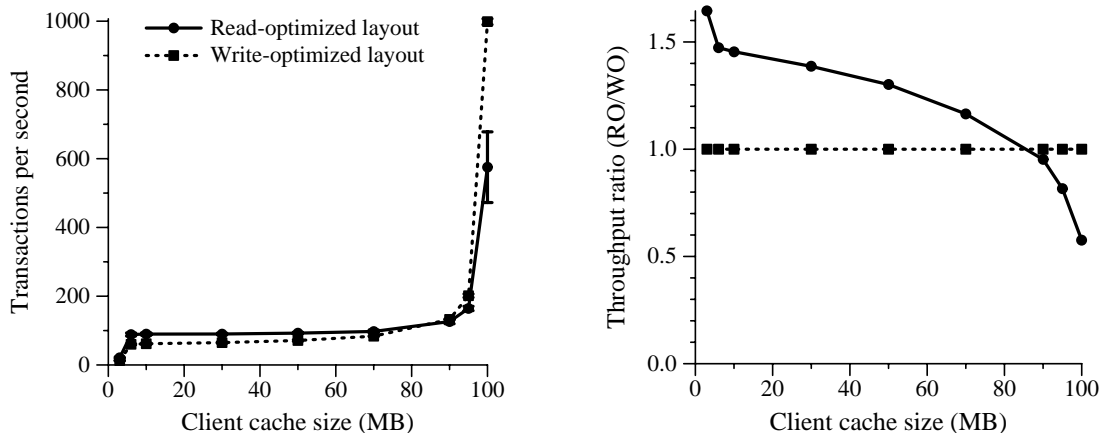 Transactions per second
1000
800
600
400
200
0
Read-optimized layout
Write-optimized layout
0 20 40 60 80 100
Client cache size (MB)
Throughput ratio (RO/WO)
1.5
1.0
0.5
0.0
0 20 40 60 80 100
Client cache size (MB)